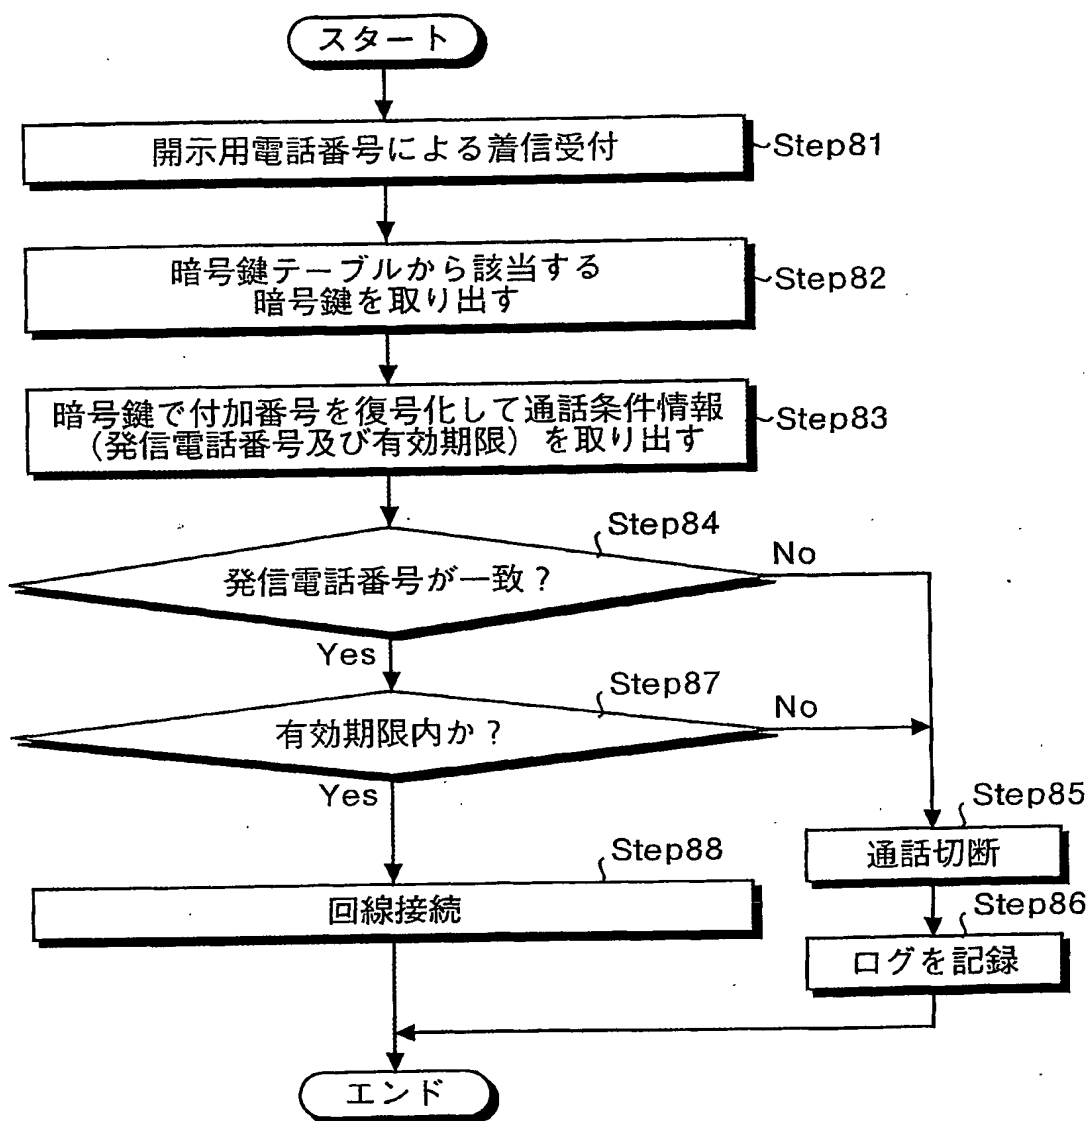 スタート
開示用電話番号による着信受付
Step81
暗号鍵テーブルから該当する
暗号鍵を取り出す
Step82
暗号鍵で付加番号を復号化して通話条件情報
（発信電話番号及び有効期限）を取り出す
Step83
Step84
発信電話番号が一致？
No
Yes
Step87
有効期限内か？
No
Yes
Step85
通話切断
Step88
回線接続
Step86
ログを記録
エンド